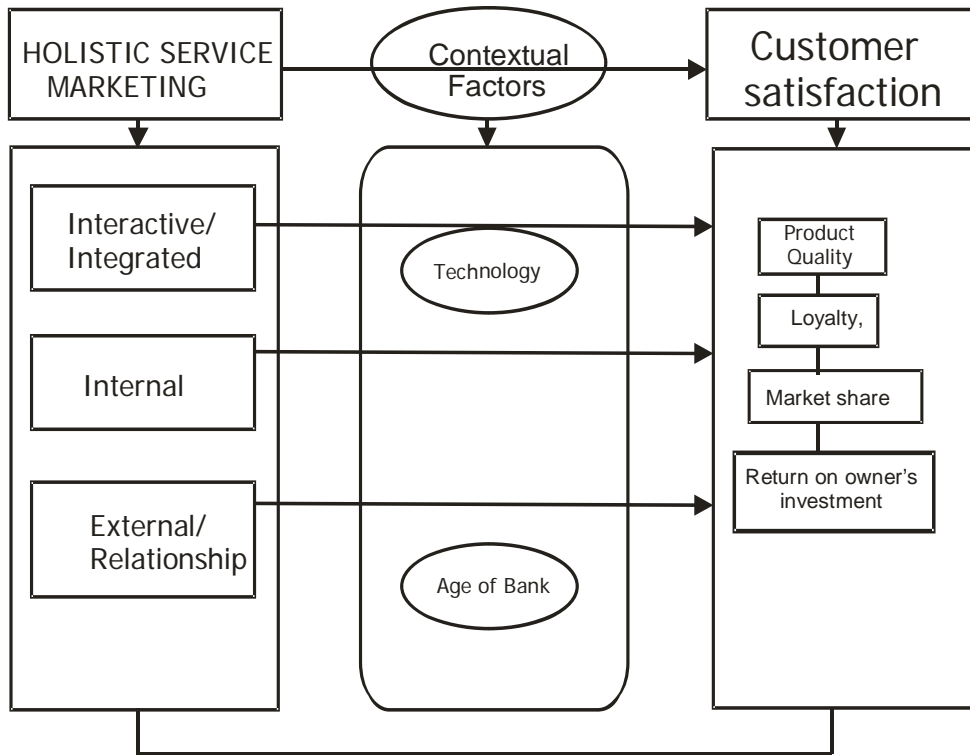 HOLISTIC SERVICE
MARKETING
Contextual
Factors
Customer
satisfaction
Interactive/
Integrated
Internal
External/
Relationship
Technology
Age of Bank
Product
Quality
Loyalty,
Market share
Return on owner's
investment